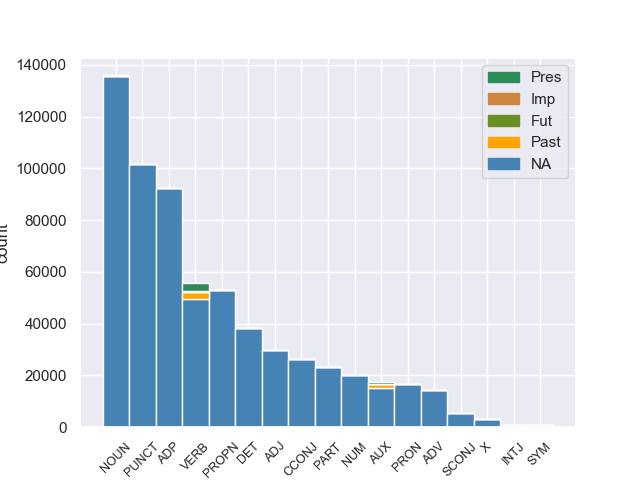 140000
120000
100000
80000
60000
40000
20000
0
count
Pres
Imp
Fut
Past
NA
NOUN
PUNCT
ADP
VERB
PROPN
DET
ADJ
CCONJ
PART
NUM
AUX
PRON
ADV
SCONJ
X
INTJ
SYM